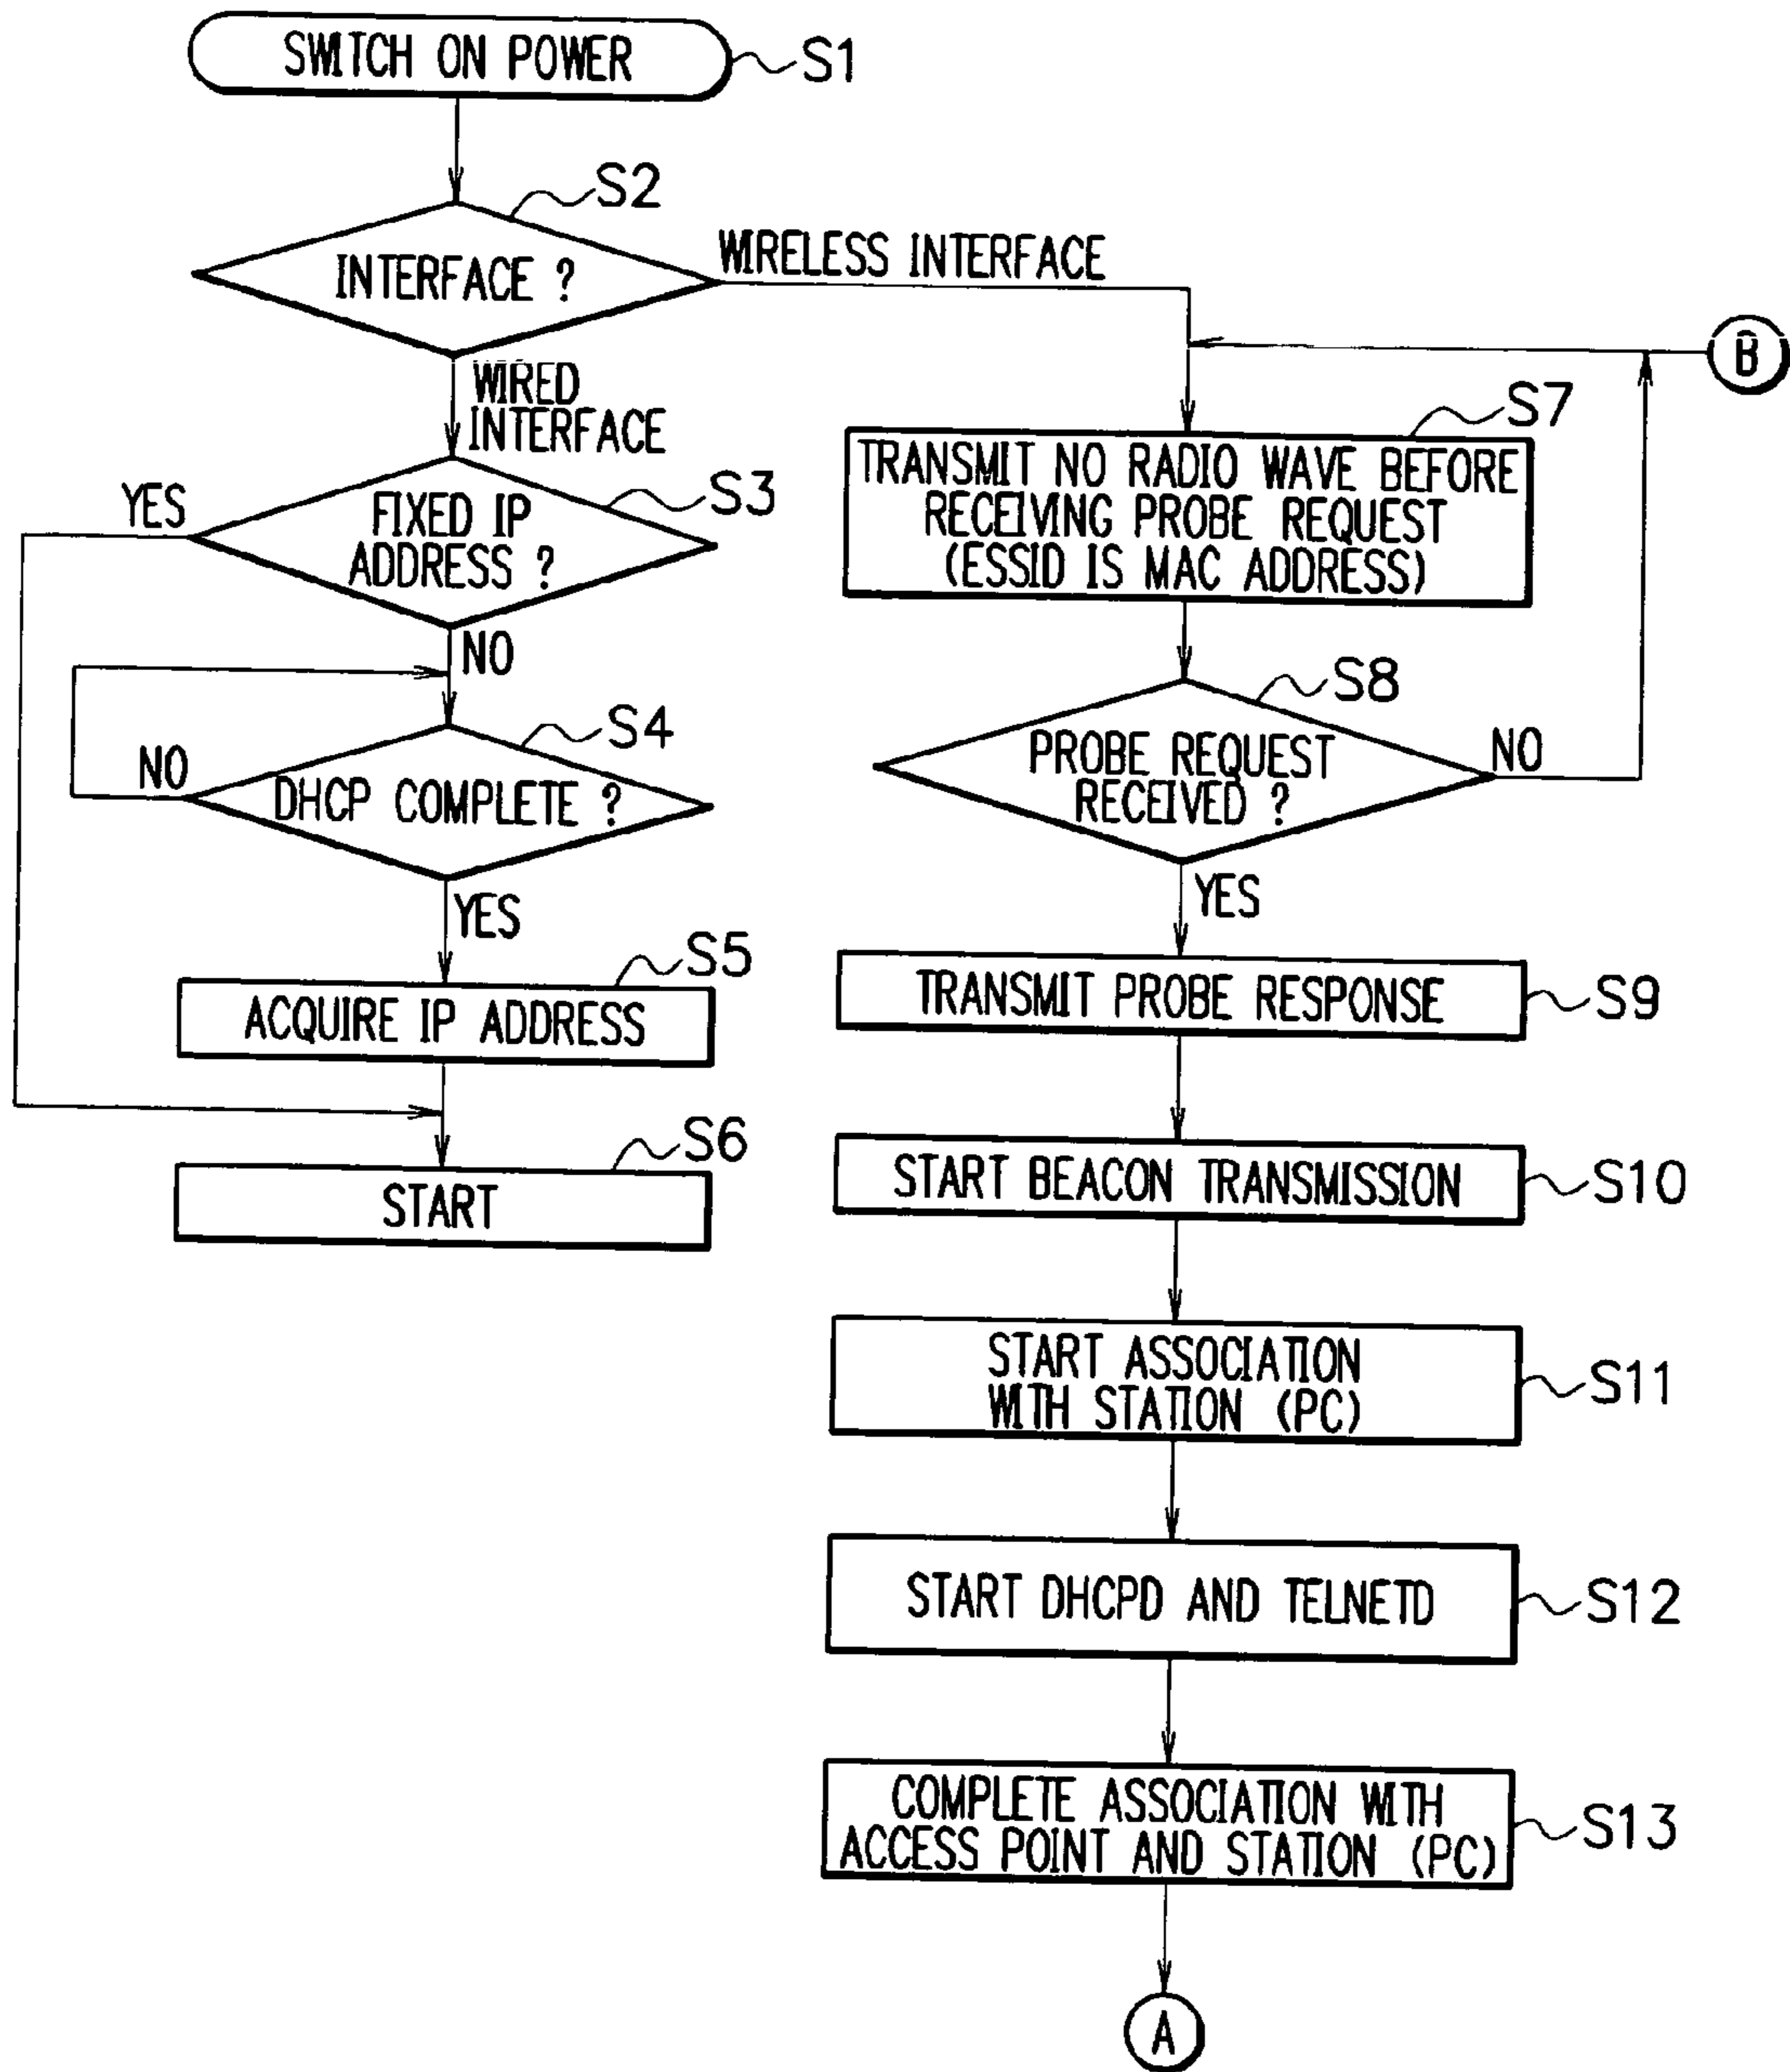 SWITCH ON POWER
S1
S2
INTERFACE ?
WIRELESS INTERFACE
WIRED
INTERFACE
B
S3
YES
FIXED IP
ADDRESS ?
NO
S4
NO
DHCP COMPLETE ?
YES
S5
ACQUIRE IP ADDRESS
S6
START
S7
TRANSMIT NO RADIO WAVE BEFORE
RECEIVING PROBE REQUEST
(ESSID IS MAC ADDRESS)
S8
PROBE REQUEST
RECEIVED ?
NO
YES
TRANSMIT PROBE RESPONSE
S9
START BEACON TRANSMISSION
S10
START ASSOCIATION
WITH STATION (PC)
S11
START DHCPD AND TELNETD
S12
COMPLETE ASSOCIATION WITH
ACCESS POINT AND STATION (PC)
S13
A